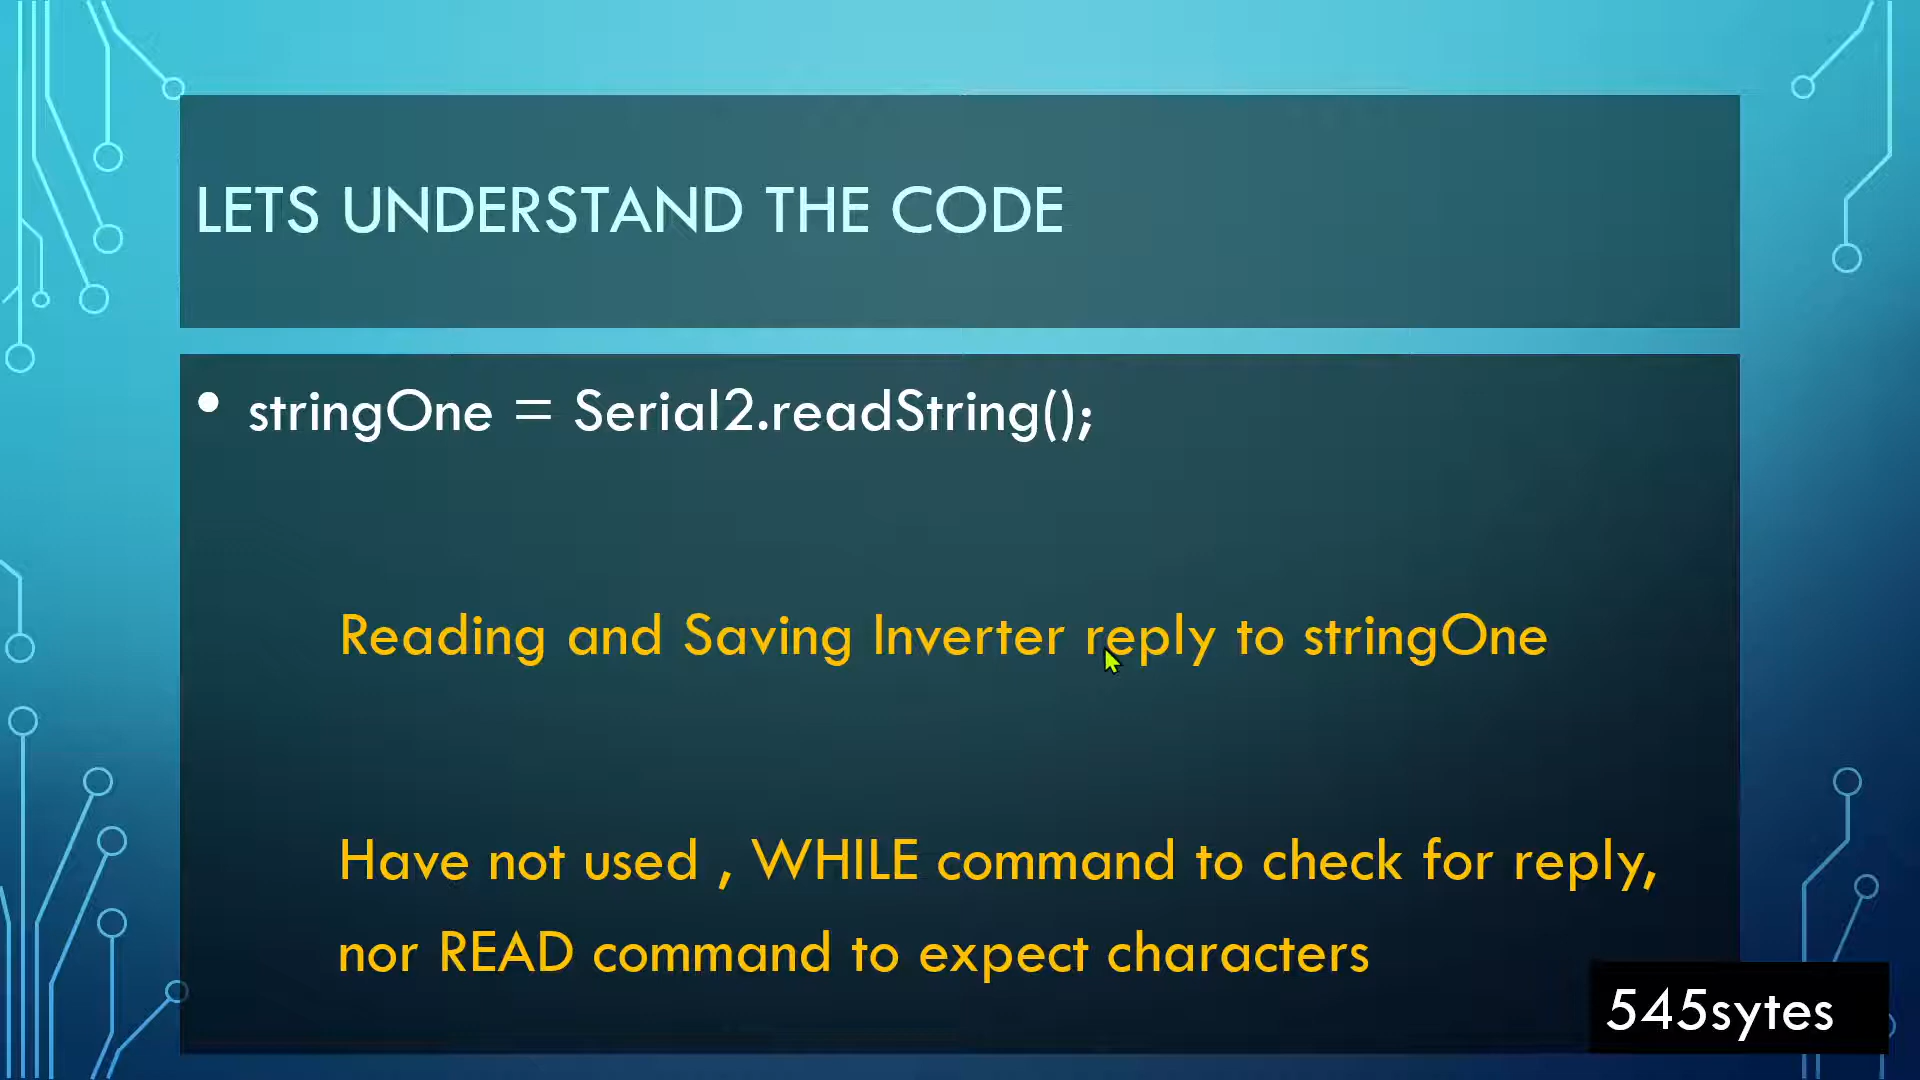 LETS UNDERSTAND THE CODE
• stringOne = Serial2.readString();
Reading and Saving Inverter reply to stringOne
Have not used , WHILE command to check for reply,
nor READ command to expect characters
545sytes